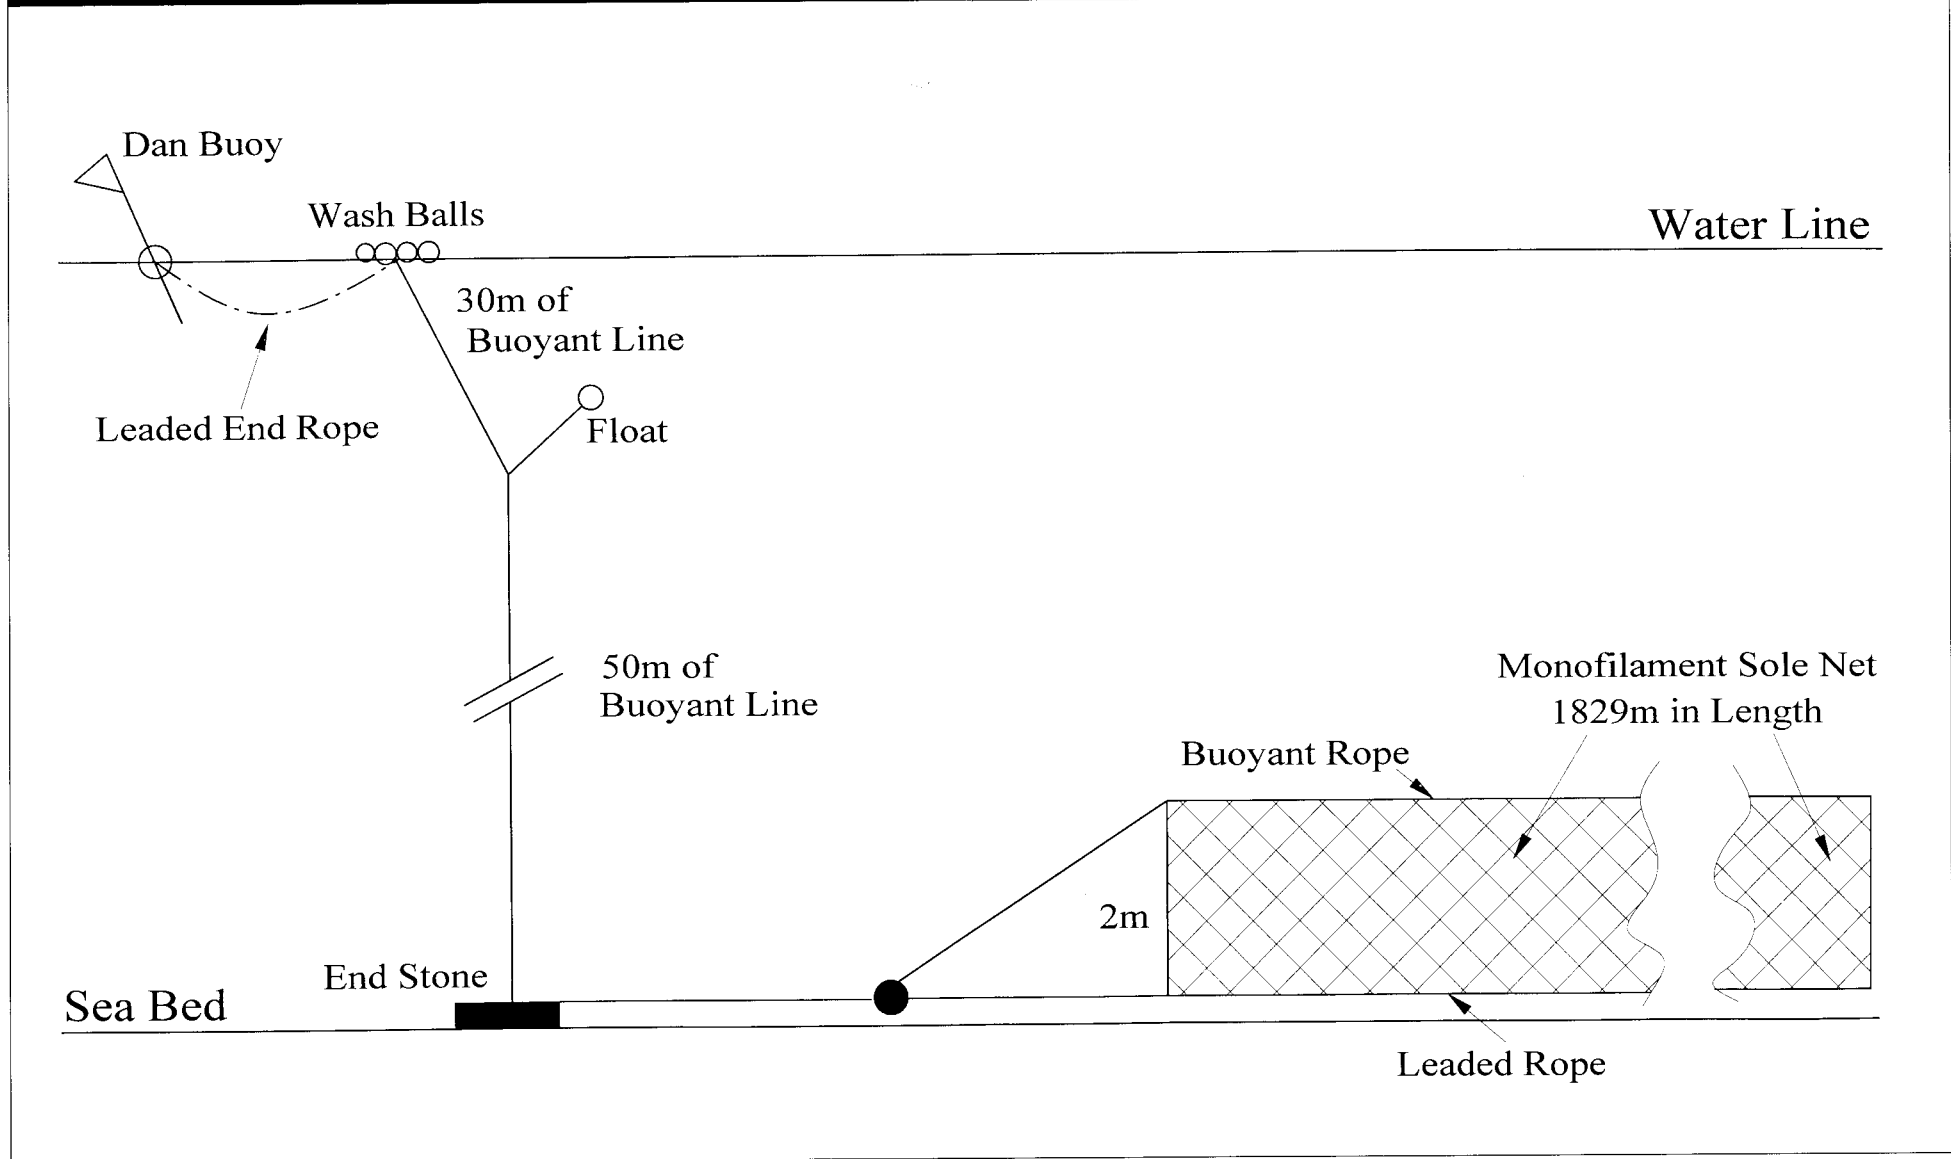 Dan Buoy
Wash Balls
Water Line
30m of
Buoyant Line
Leaded End Rope
Float
50m of
Buoyant Line
Monofilament Sole Net
1829m in Length
Buoyant Rope
2m
End Stone
Sea Bed
Leaded Rope